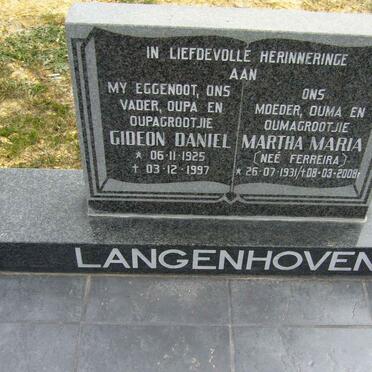 IN LIEFDEVOLLE HERINNERINGE
AAN
MY EGGENOOT, ONS
VADER, OUPA EN
OUPAGROOTJIE
GIDEON DANIEL
* 06-11-1925
† 03-12-1997
ONS
MOEDER, OUMA EN
OUMAGROOTJIE
MARTHA MARIA
(NEÉ FERREIRA)
* 26-07-1931/†08-03-2008
LANGENHOVEN